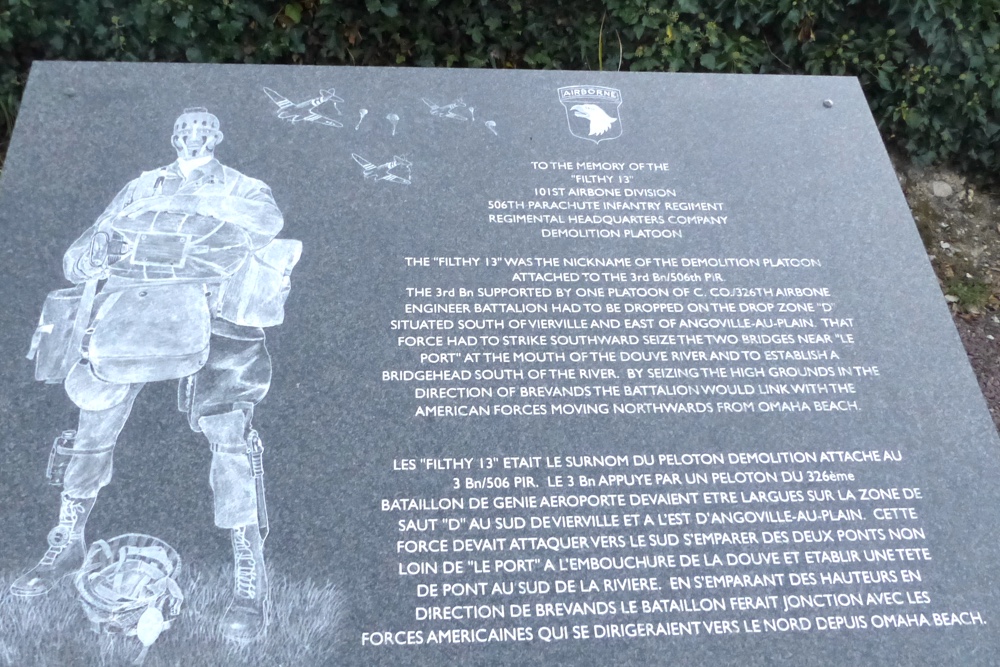 AIRBORNE
TO THE MEMORY OF THE
"FILTHY 13"
101ST AIRBONE DIVISION
506TH PARACHUTE INFANTRY REGIMENT
REGIMENTAL HEADQUARTERS COMPANY
DEMOLITION PLATOON
THE "FILTHY 13" WAS THE NICKNAME OF THE DEMOLITION PLATOON
ATTACHED TO THE 3rd Bn/506th PIR.
THE 3rd Bn SUPPORTED BY ONE PLATOON OF C. CO./326TH AIRBONE
ENGINEER BATTALION HAD TO BE DROPPED ON THE DROP ZONE "D"
SITUATED SOUTH OF VIERVILLE AND EAST OF ANGOVILLE-AU-PLAIN. THAT
FORCE HAD TO STRIKE SOUTHWARD SEIZE THE TWO BRIDGES NEAR "LE
PORT" AT THE MOUTH OF THE DOUVE RIVER AND TO ESTABLISH A
BRIDGEHEAD SOUTH OF THE RIVER. BY SEIZING THE HIGH GROUNDS IN THE
DIRECTION OF BREVANDS THE BATTALION WOULD LINK WITH THE
AMERICAN FORCES MOVING NORTHWARDS FROM OMAHA BEACH.
LES "FILTHY 13" ETAIT LE SURNOM DU PELOTON DEMOLITION ATTACHE AU
3 Bn/506 PIR. LE 3 Bn APPUYE PAR UN PELOTON DU 326ème
BATAILLON DE GENIE AEROPORTE DEVAIENT ETRE LARGUES SUR LA ZONE DE
SAUT "D" AU SUD DE VIERVILLE ET A L'EST D'ANGOVILLE-AU-PLAIN. CETTE
FORCE DEVAIT ATTAQUER VERS LE SUD S'EMPARER DES DEUX PONTS NON
LOIN DE "LE PORT" A L'EMBOUCHURE DE LA DOUVE ET ETABLIR UNE TETE
DE PONT AU SUD DE LA RIVIERE. EN S'EMPARANT DES HAUTEURS EN
DIRECTION DE BREVANDS LE BATAILLON FERAIT JONCTION AVEC LES
FORCES AMERICAINES QUI SE DIRIGERAIENT VERS LE NORD DEPUIS OMAHA BEACH.